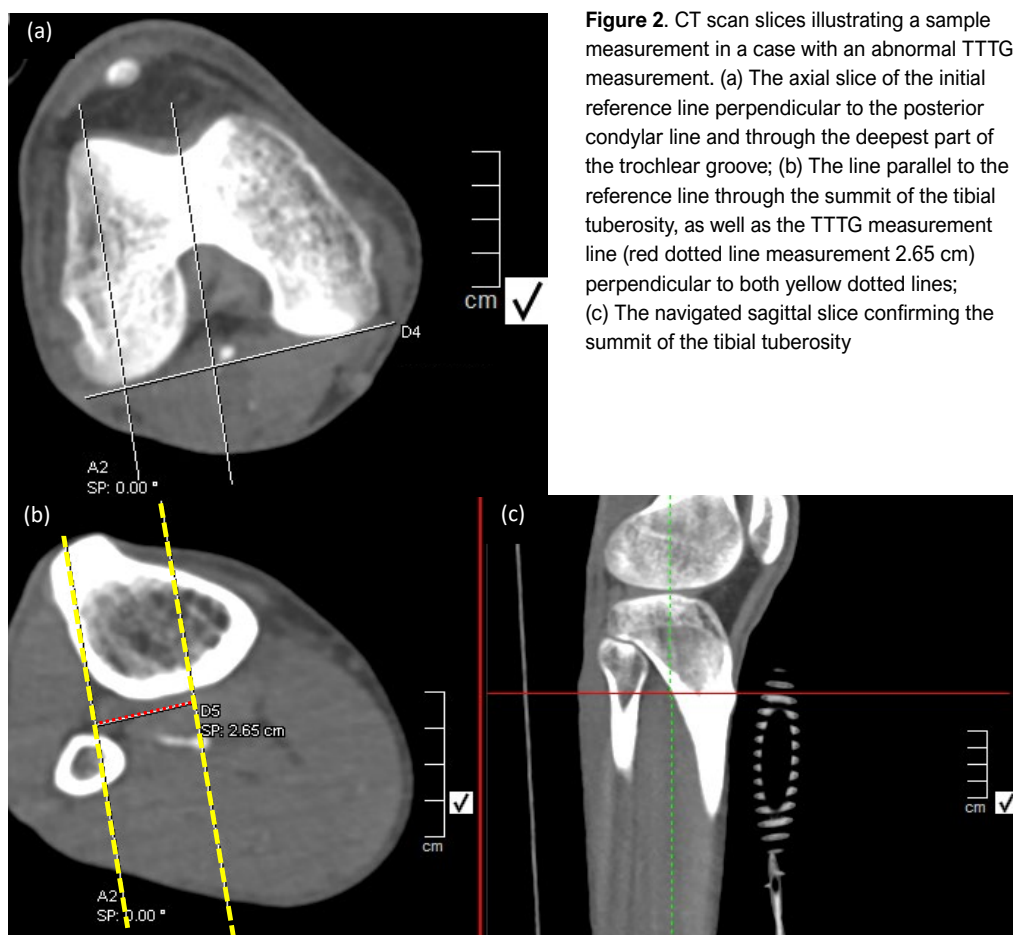 (a)
Figure 2. CT scan slices illustrating a sample
measurement in a case with an abnormal TTTG
measurement. (a) The axial slice of the initial
reference line perpendicular to the posterior
condylar line and through the deepest part of
the trochlear groove; (b) The line parallel to the
reference line through the summit of the tibial
tuberosity, as well as the TTTG measurement
line (red dotted line measurement 2.65 cm)
perpendicular to both yellow dotted lines;
(c) The navigated sagittal slice confirming the
summit of the tibial tuberosity
cm
D4
A2
SP: 0.00 °
(b)
D5
SP: 2.65 cm
cm
A2
SP: 0.00 °
(c)
cm